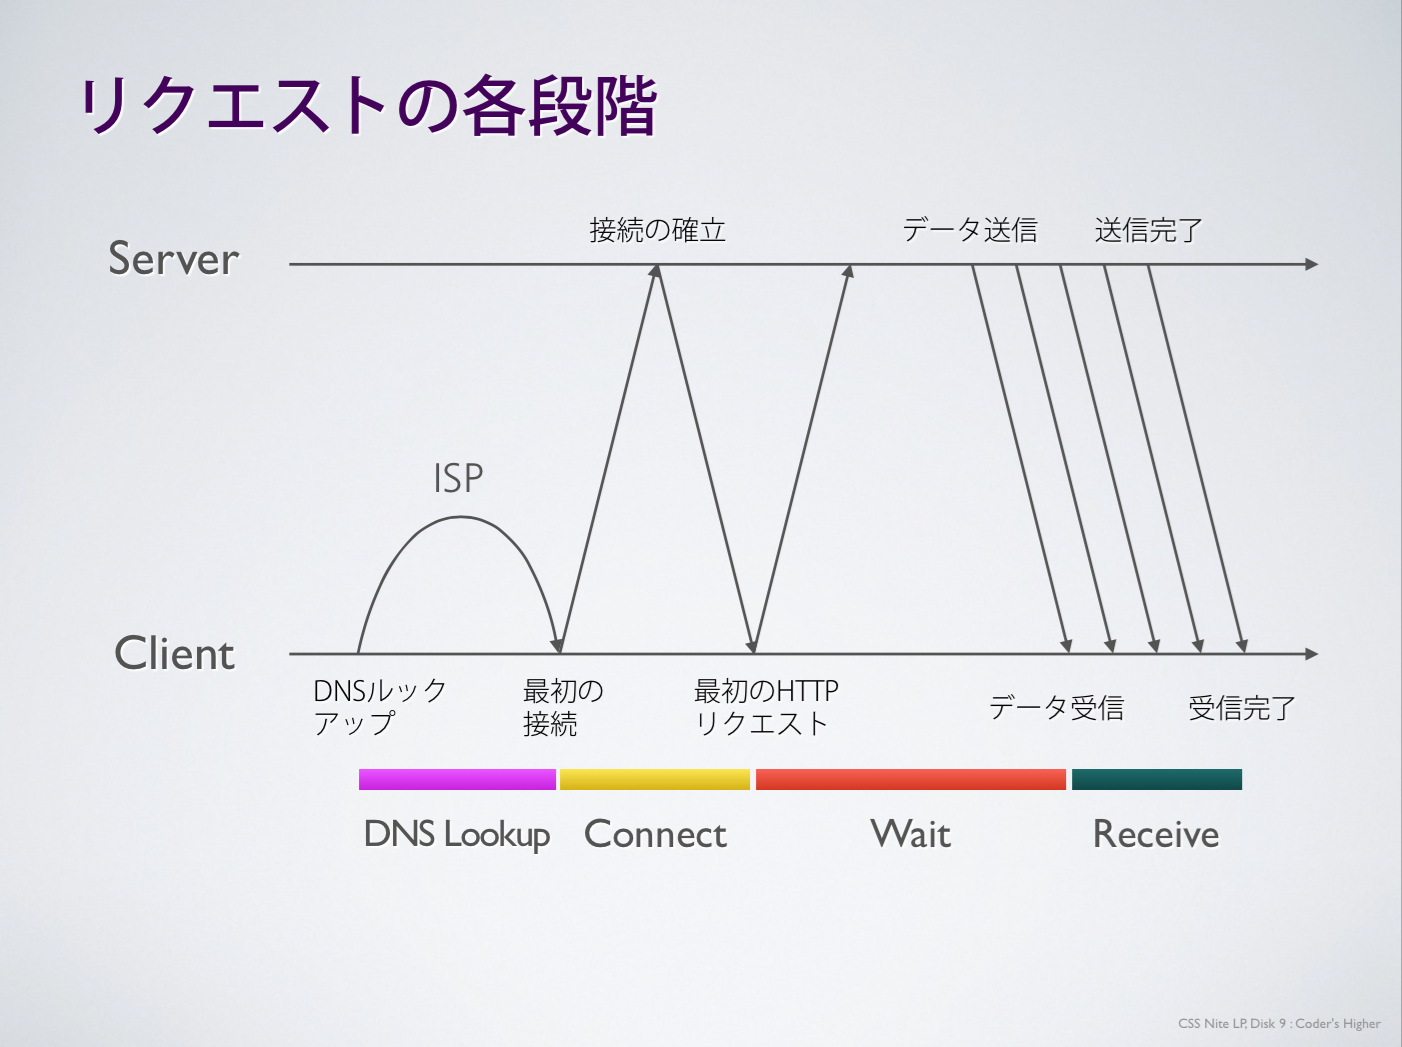 リクエストの各段階
接続の確立
データ送信
送信完了
Server
ISP
Client
DNSルック
アップ
最初の
接続
最初のHTTP
リクエスト
データ受信
受信完了
DNS Lookup
Connect
Wait
Receive
CSS Nite LP, Disk 9 : Coder's Higher